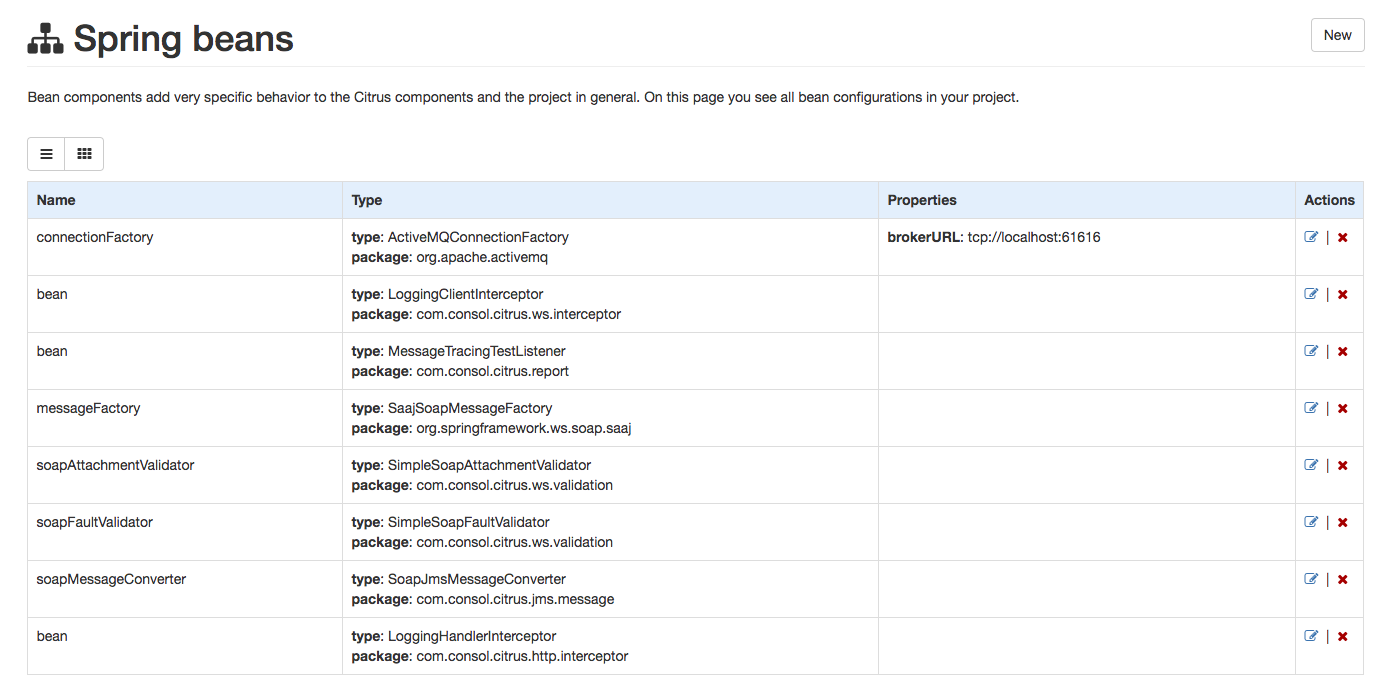 Spring beans
New
Bean components add very specific behavior to the Citrus components and the project in general. On this page you see all bean configurations in your project.
Name Type Properties Actions
connectionFactory type: ActiveMQConnectionFactory brokerURL: tcp://localhost:61616 |
package: org.apache.activemq
bean type: LoggingClientInterceptor |
package: com.consol.citrus.ws.interceptor
bean type: MessageTracingTestListener |
package: com.consol.citrus.report
messageFactory type: SaajSoapMessageFactory |
package: org.springframework.ws.soap.saaj
soapAttachmentValidator type: SimpleSoapAttachmentValidator |
package: com.consol.citrus.ws.validation
soapFaultValidator type: SimpleSoapFaultValidator |
package: com.consol.citrus.ws.validation
soapMessageConverter type: SoapJmsMessageConverter |
package: com.consol.citrus.jms.message
bean type: LoggingHandlerInterceptor |
package: com.consol.citrus.http.interceptor